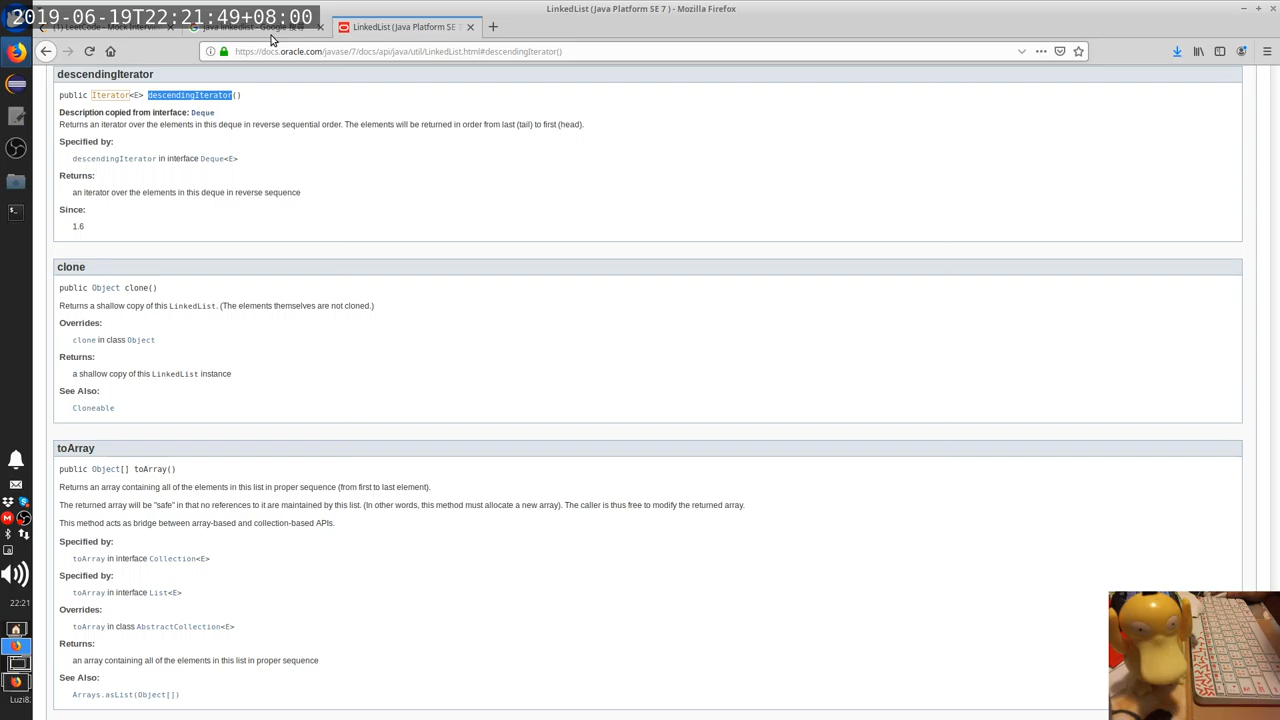 LinkedList (Java Platform SE 7 ) - Mozilla Firefox
2019-06-19T22:21:49+08:00
(1) LeetCode - Mock Interview
java linkedlist - Google
LinkedList (Java Platform SE 7
https://docs.oracle.com/javase/7/docs/api/java/util/LinkedList.html#descendingIterator()
descendingIterator
public Iterator<E> descendingIterator()
Description copied from interface: Deque
Returns an iterator over the elements in this deque in reverse sequential order. The elements will be returned in order from last (tail) to first (head).
Specified by:
descendingIterator in interface Deque<E>
Returns:
an iterator over the elements in this deque in reverse sequence
Since:
1.6
clone
public Object clone()
Returns a shallow copy of this LinkedList. (The elements themselves are not cloned.)
Overrides:
clone in class Object
Returns:
a shallow copy of this LinkedList instance
See Also:
Cloneable
toArray
public Object[] toArray()
Returns an array containing all of the elements in this list in proper sequence (from first to last element).
The returned array will be "safe" in that no references to it are maintained by this list. (In other words, this method must allocate a new array). The caller is thus free to modify the returned array.
This method acts as bridge between array-based and collection-based APIs.
Specified by:
toArray in interface Collection<E>
Specified by:
toArray in interface List<E>
Overrides:
toArray in class AbstractCollection<E>
Returns:
an array containing all of the elements in this list in proper sequence
See Also:
Arrays.asList(Object[])
22:21
Luzi8